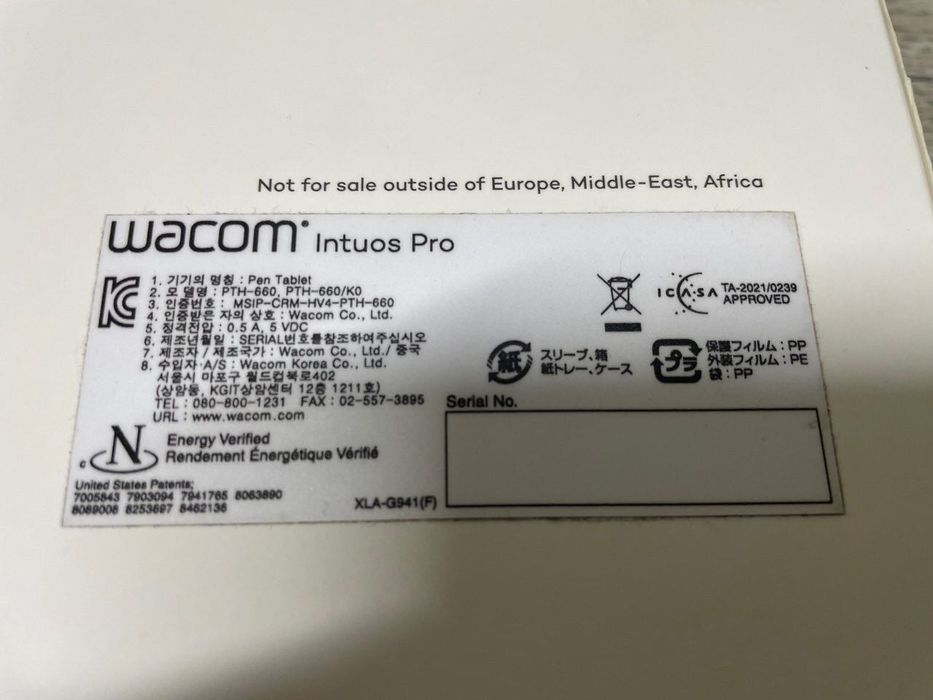 Not for sale outside of Europe, Middle-East, Africa
wacom Intuos Pro
1. 기기의 명칭 : Pen Tablet
2. 모 델명 : PTH-660, PTH-660/K0
3. 인증번호 : MSIP-CRM-HV4-PTH-660
4. 인증받은 자의 상호 : Wacom Co., Ltd.
5. 정격전압 : 0.5 A, 5 VDC
6. 제조년월일 : SERIAL번호를참조하여주십시오
7. 제조자 / 제조국가 : Wacom Co., Ltd./ 중국
8. 수입자·A/S : Wacom Korea Co., Ltd.
서울시 마포구 월드컵북로402
(상암동, KGIT상암센터 12층 1211호)
TEL : 080-800-1231 FAX : 02-557-3895
URL : www.wacom.com
ICASA TA-2021/0239
APPROVED
紙
スリーブ、箱
紙トレー、ケース
プラ
保護フィルム : PP
外装フィルム : PE
袋 : PP
Serial No.
c N
Energy Verified
Rendement Énergétique Vérifié
United States Patents;
7005843 7903094 7941765 8063890
8089008 8253697 8462136
XLA-G941(F)